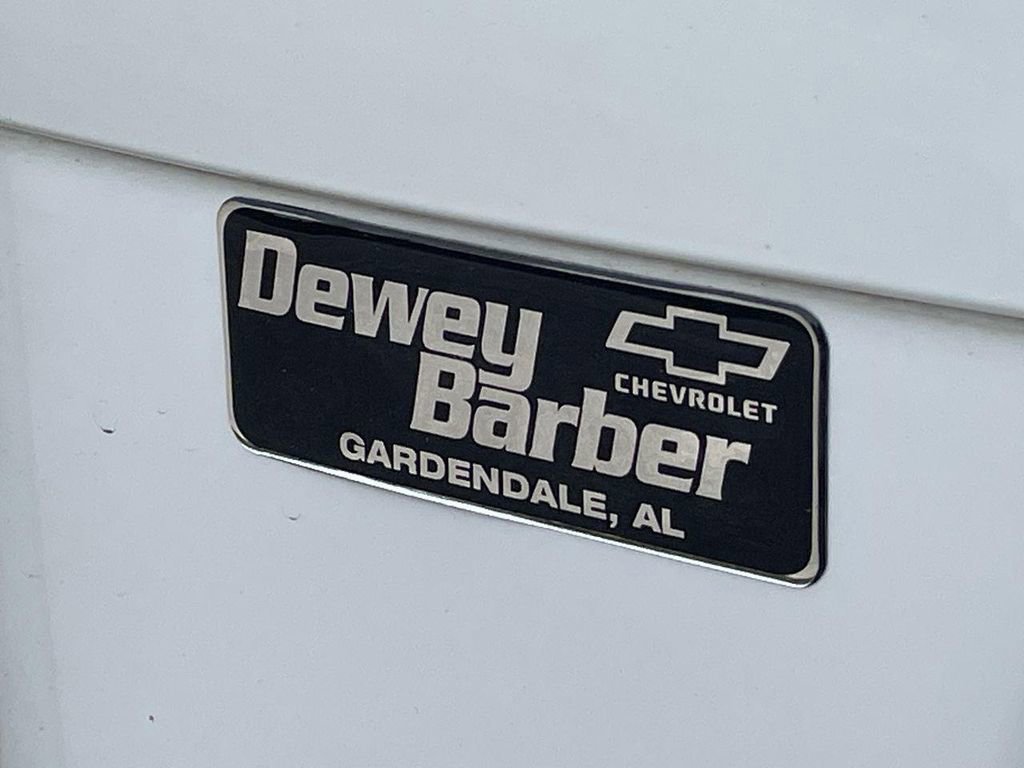 Dewey
Barber
CHEVROLET
GARDENDALE, AL